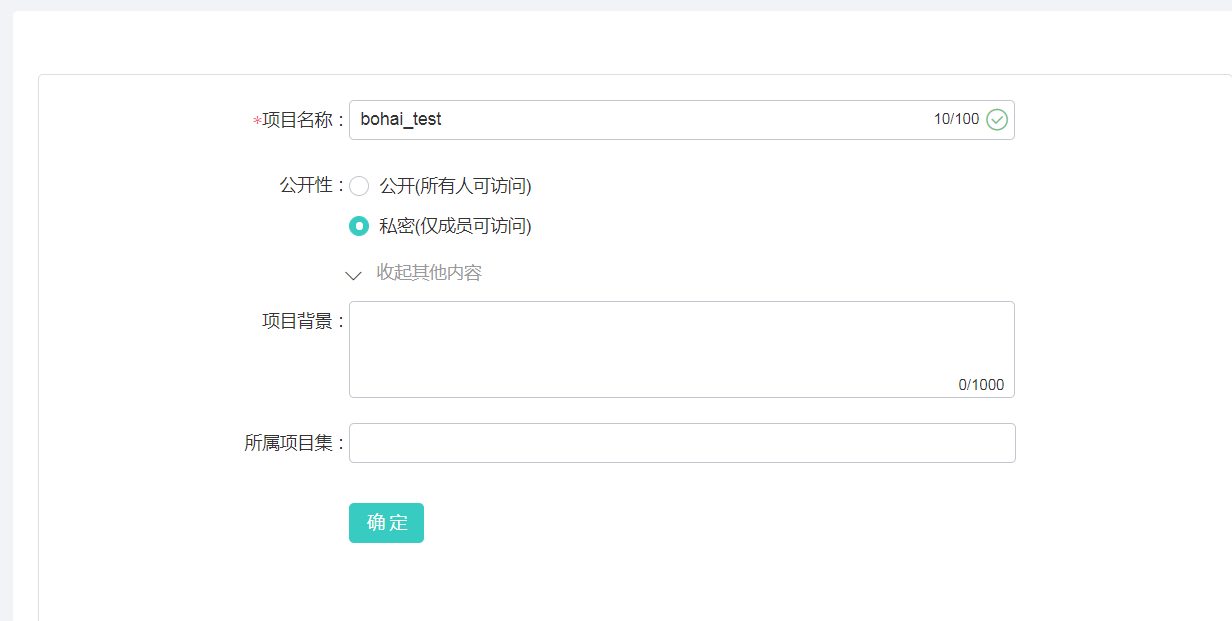 *项目名称 : bohai_test 10/100
公开性 : 公开(所有人可访问)
私密(仅成员可访问)
收起其他内容
项目背景 :
0/1000
所属项目集 :
确定